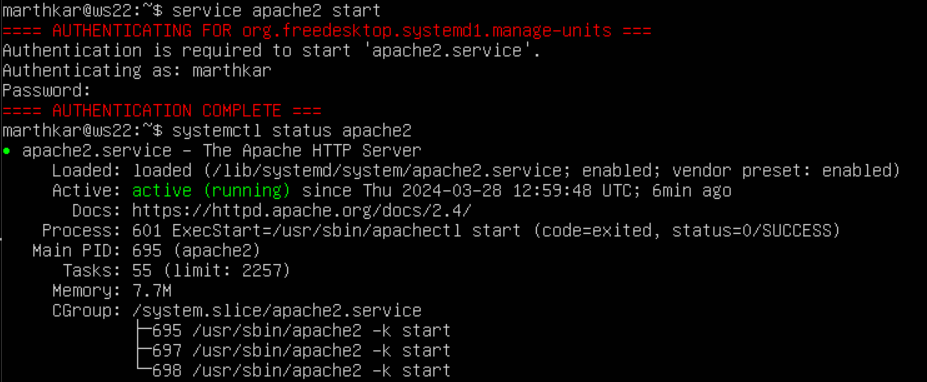 marthkar@ws22:~$ service apache2 start
==== AUTHENTICATING FOR org.freedesktop.systemd1.manage-units ===
Authentication is required to start 'apache2.service'.
Authenticating as: marthkar
Password:
==== AUTHENTICATION COMPLETE ===
marthkar@ws22:~$ systemctl status apache2
● apache2.service - The Apache HTTP Server
     Loaded: loaded (/lib/systemd/system/apache2.service; enabled; vendor preset: enabled)
     Active: active (running) since Thu 2024-03-28 12:59:48 UTC; 6min ago
       Docs: https://httpd.apache.org/docs/2.4/
    Process: 601 ExecStart=/usr/sbin/apachectl start (code=exited, status=0/SUCCESS)
   Main PID: 695 (apache2)
      Tasks: 55 (limit: 2257)
     Memory: 7.7M
     CGroup: /system.slice/apache2.service
             ├─695 /usr/sbin/apache2 -k start
             ├─697 /usr/sbin/apache2 -k start
             └─698 /usr/sbin/apache2 -k start